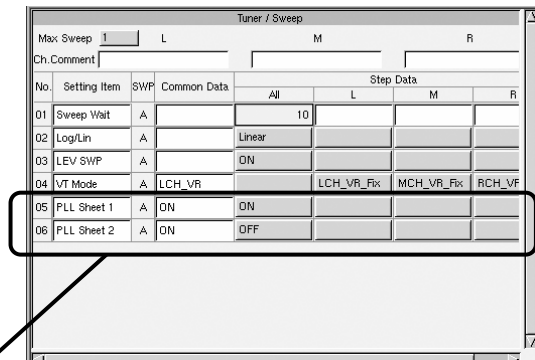 Tuner / Sweep
Max Sweep 1 L M R
Ch.Comment
No. Setting Item SWP Common Data Step Data
All L M R
01 Sweep Wait A 10
02 Log/Lin A Linear
03 LEV SWP A ON
04 VT Mode A LCH_VR LCH_VR_Fix MCH_VR_Fix RCH_VR
05 PLL Sheet 1 A ON ON
06 PLL Sheet 2 A ON OFF